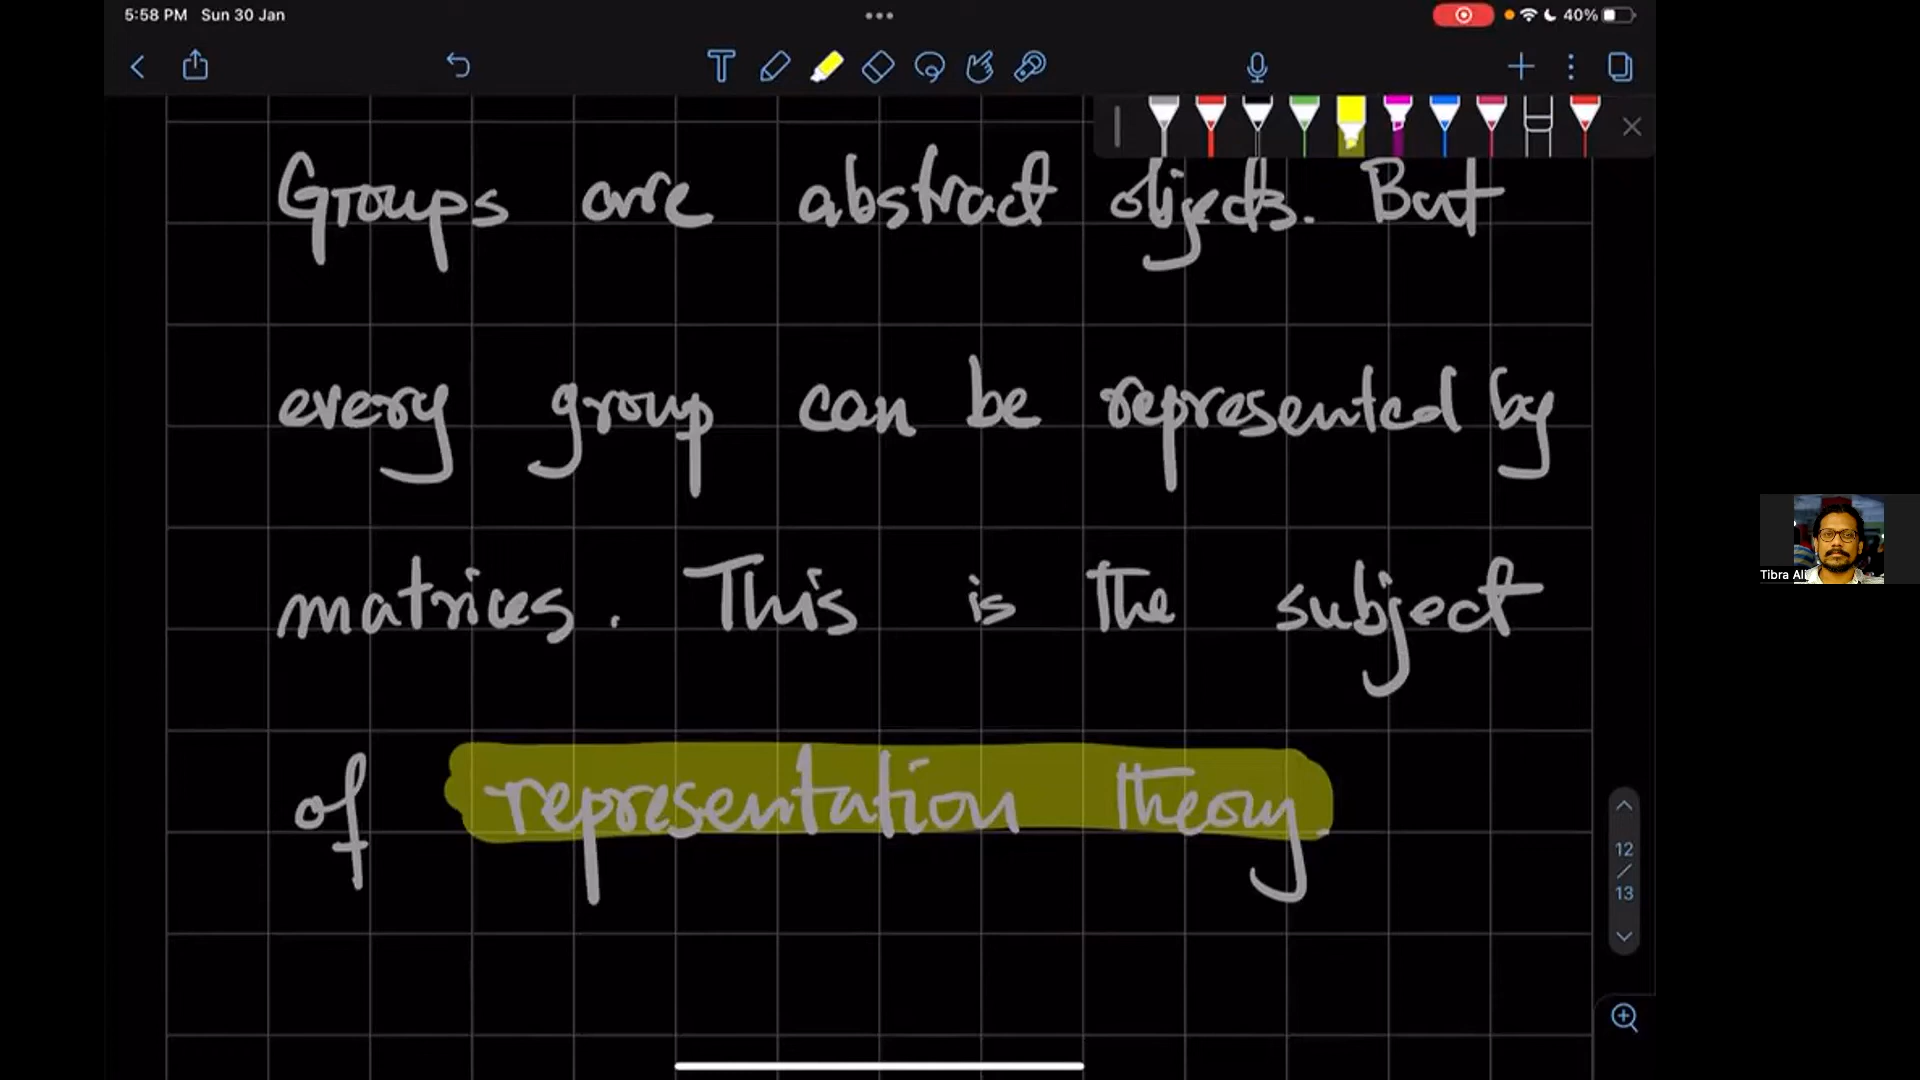 5:58 PM Sun 30 Jan
40%
Groups are abstract objects. But
every group can be represented by
matrices. This is the subject
of representation theory.
12
/
13
Tibra Ali